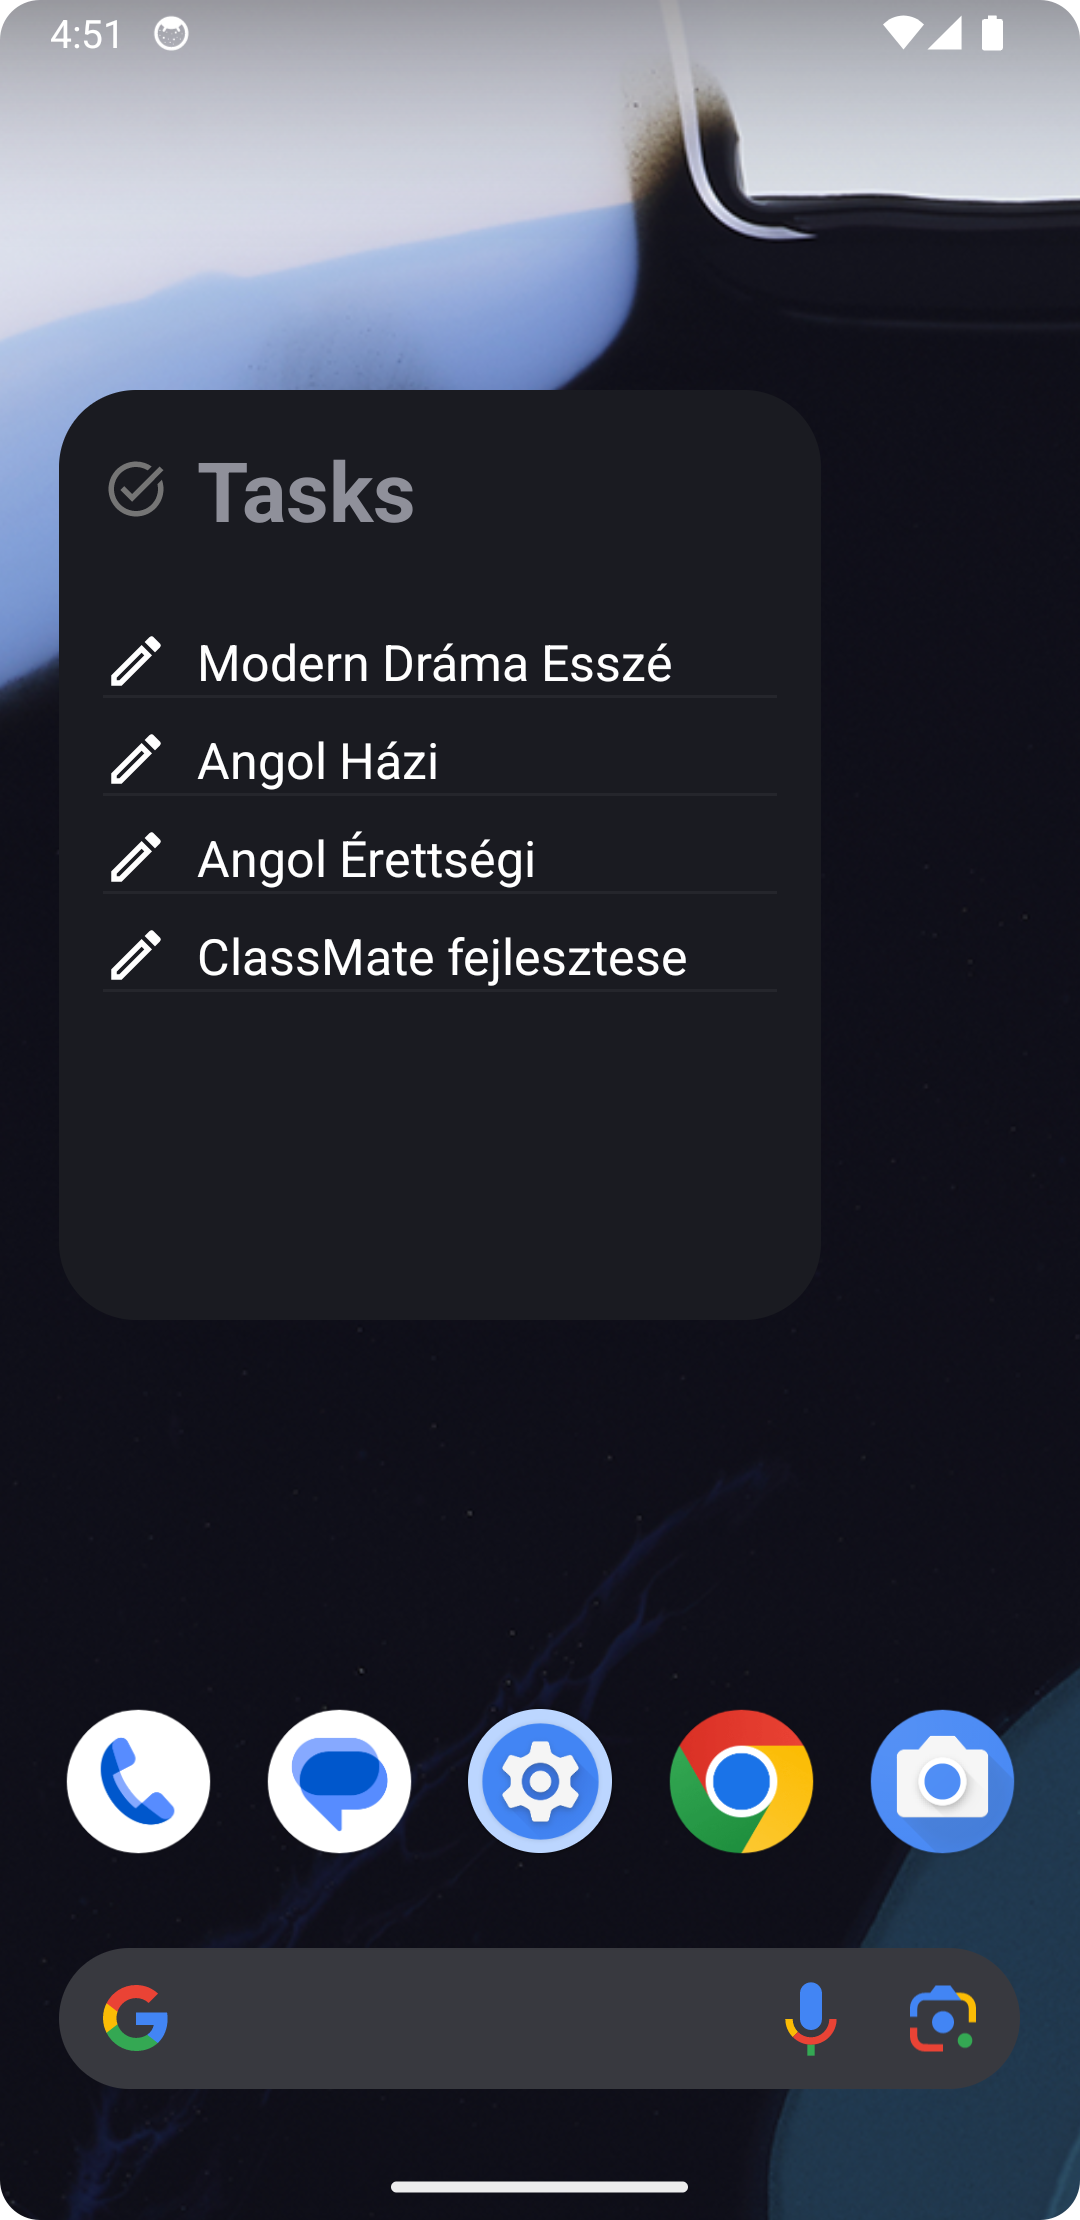 4:51
Tasks
Modern Dráma Esszé
Angol Házi
Angol Érettségi
ClassMate fejlesztese